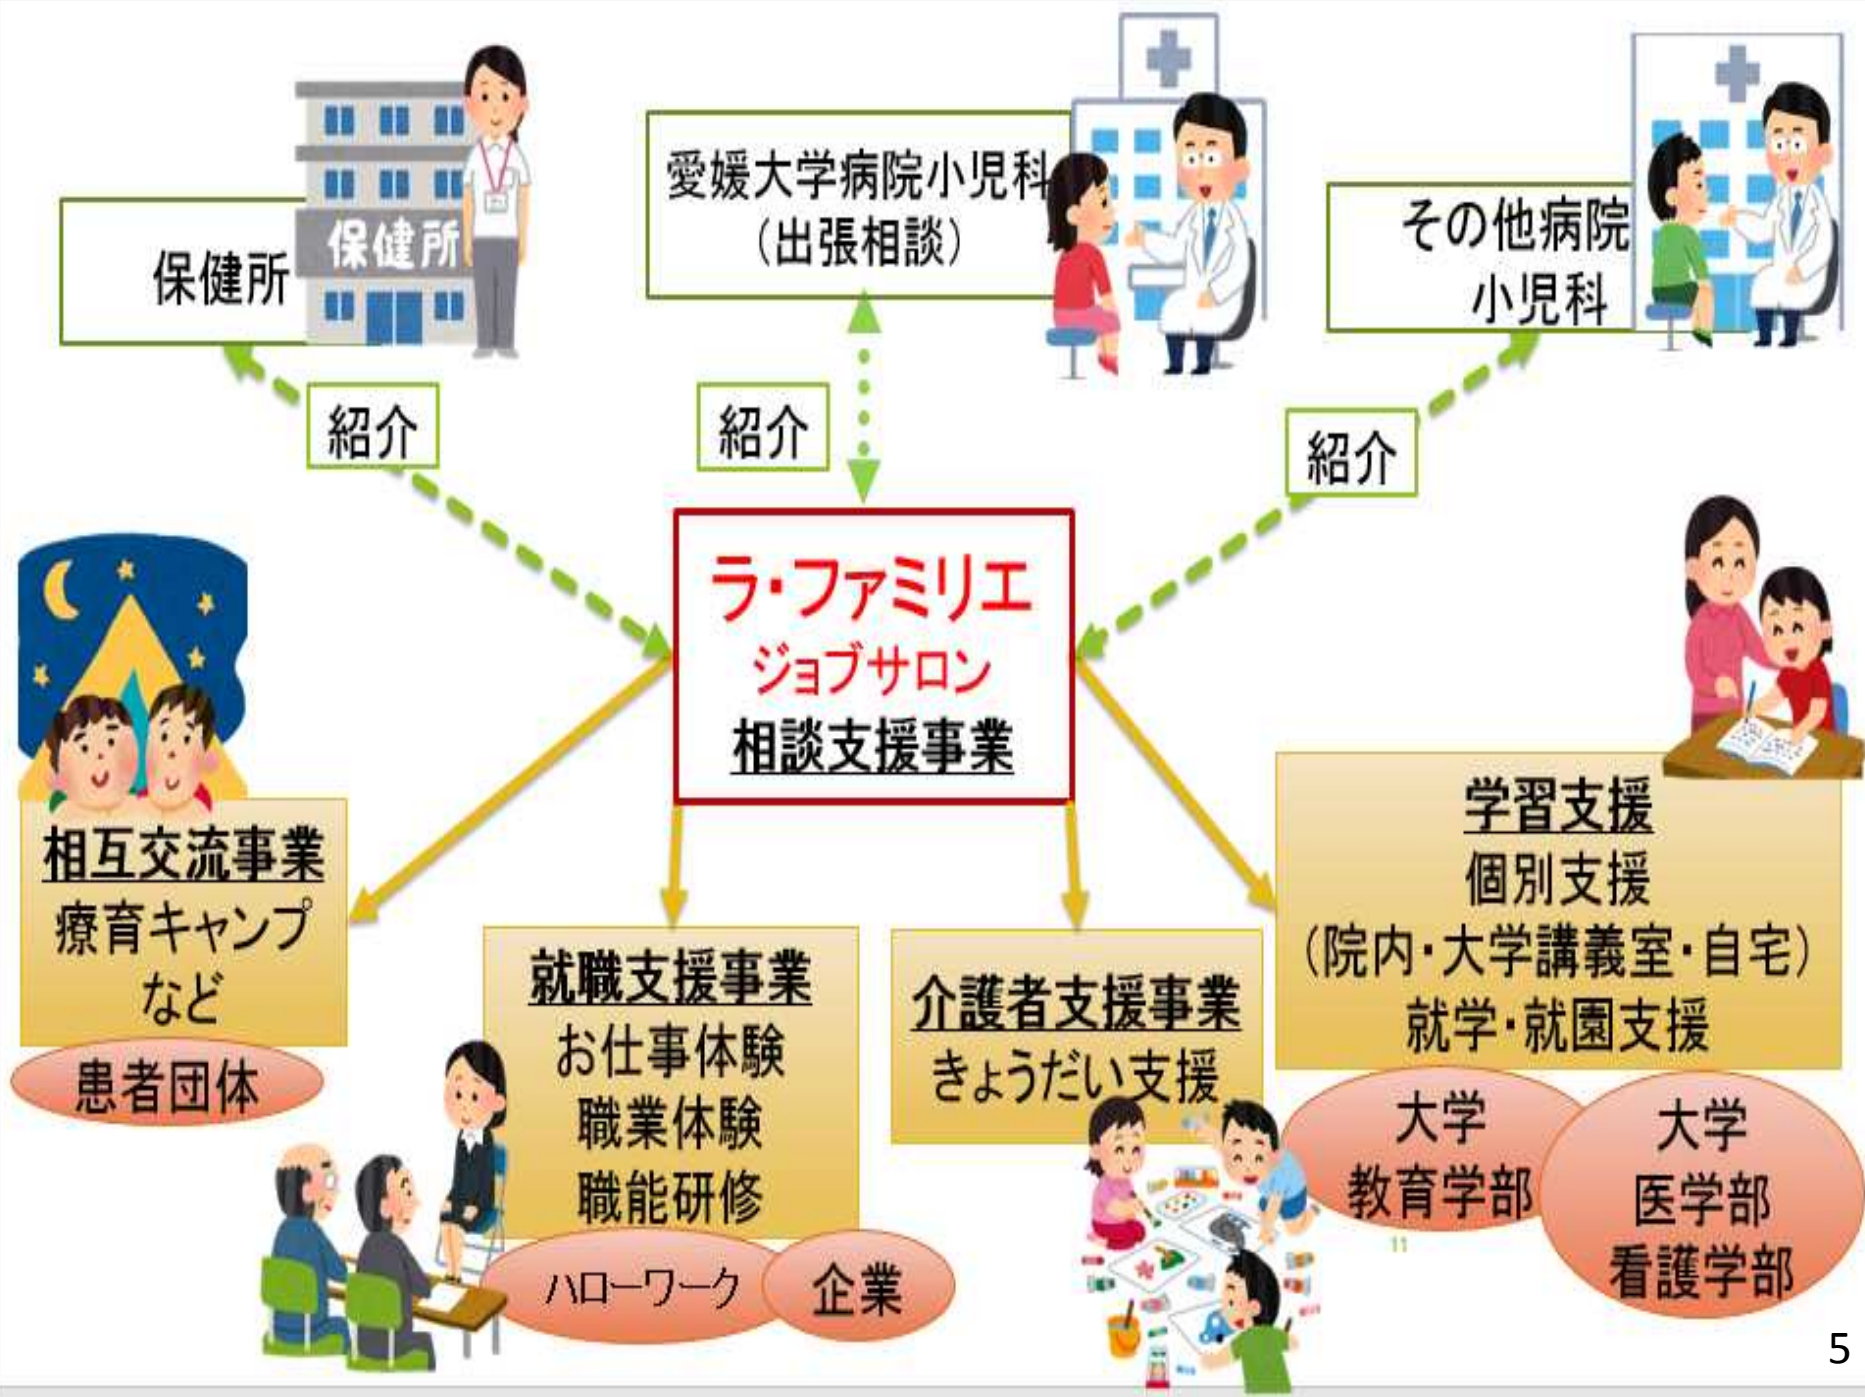 保健所
保健所
愛媛大学病院小児科
（出張相談）
その他病院
小児科
紹介
紹介
紹介
ラ・ファミリエ
ジョブサロン
相談支援事業
相互交流事業
療育キャンプ
など
患者団体
就職支援事業
お仕事体験
職業体験
職能研修
ハローワーク
企業
介護者支援事業
きょうだい支援
学習支援
個別支援
（院内・大学講義室・自宅）
就学・就園支援
大学
教育学部
大学
医学部
看護学部
11
5